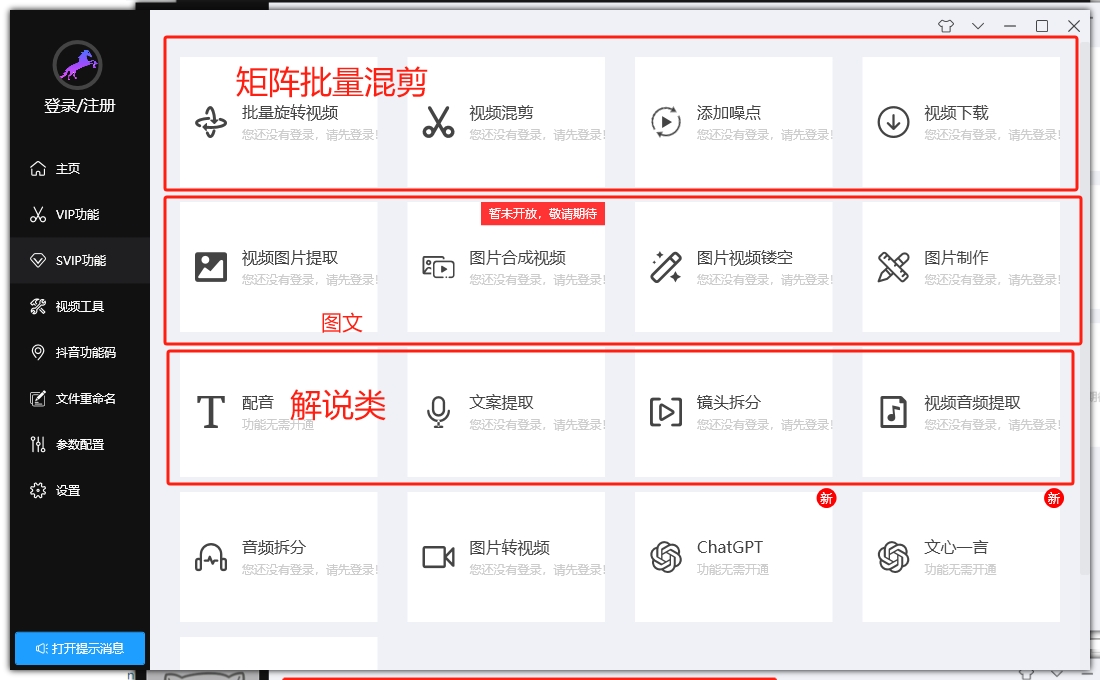 登录/注册
主页
VIP功能
SVIP功能
视频工具
抖音功能码
文件重命名
参数配置
设置
打开提示消息
矩阵批量混剪
批量旋转视频
您还没有登录，请先登录!
视频混剪
您还没有登录，请先登录!
添加噪点
您还没有登录，请先登录!
视频下载
您还没有登录，请先登录!
暂未开放，敬请期待
视频图片提取
您还没有登录，请先登录!
图片合成视频
您还没有登录，请先登录!
图片视频镂空
您还没有登录，请先登录!
图片制作
您还没有登录，请先登录!
图文
配音
功能无需开通
解说类
文案提取
您还没有登录，请先登录!
镜头拆分
您还没有登录，请先登录!
视频音频提取
您还没有登录，请先登录!
新
新
音频拆分
您还没有登录，请先登录!
图片转视频
您还没有登录，请先登录!
ChatGPT
功能无需开通
文心一言
功能无需开通